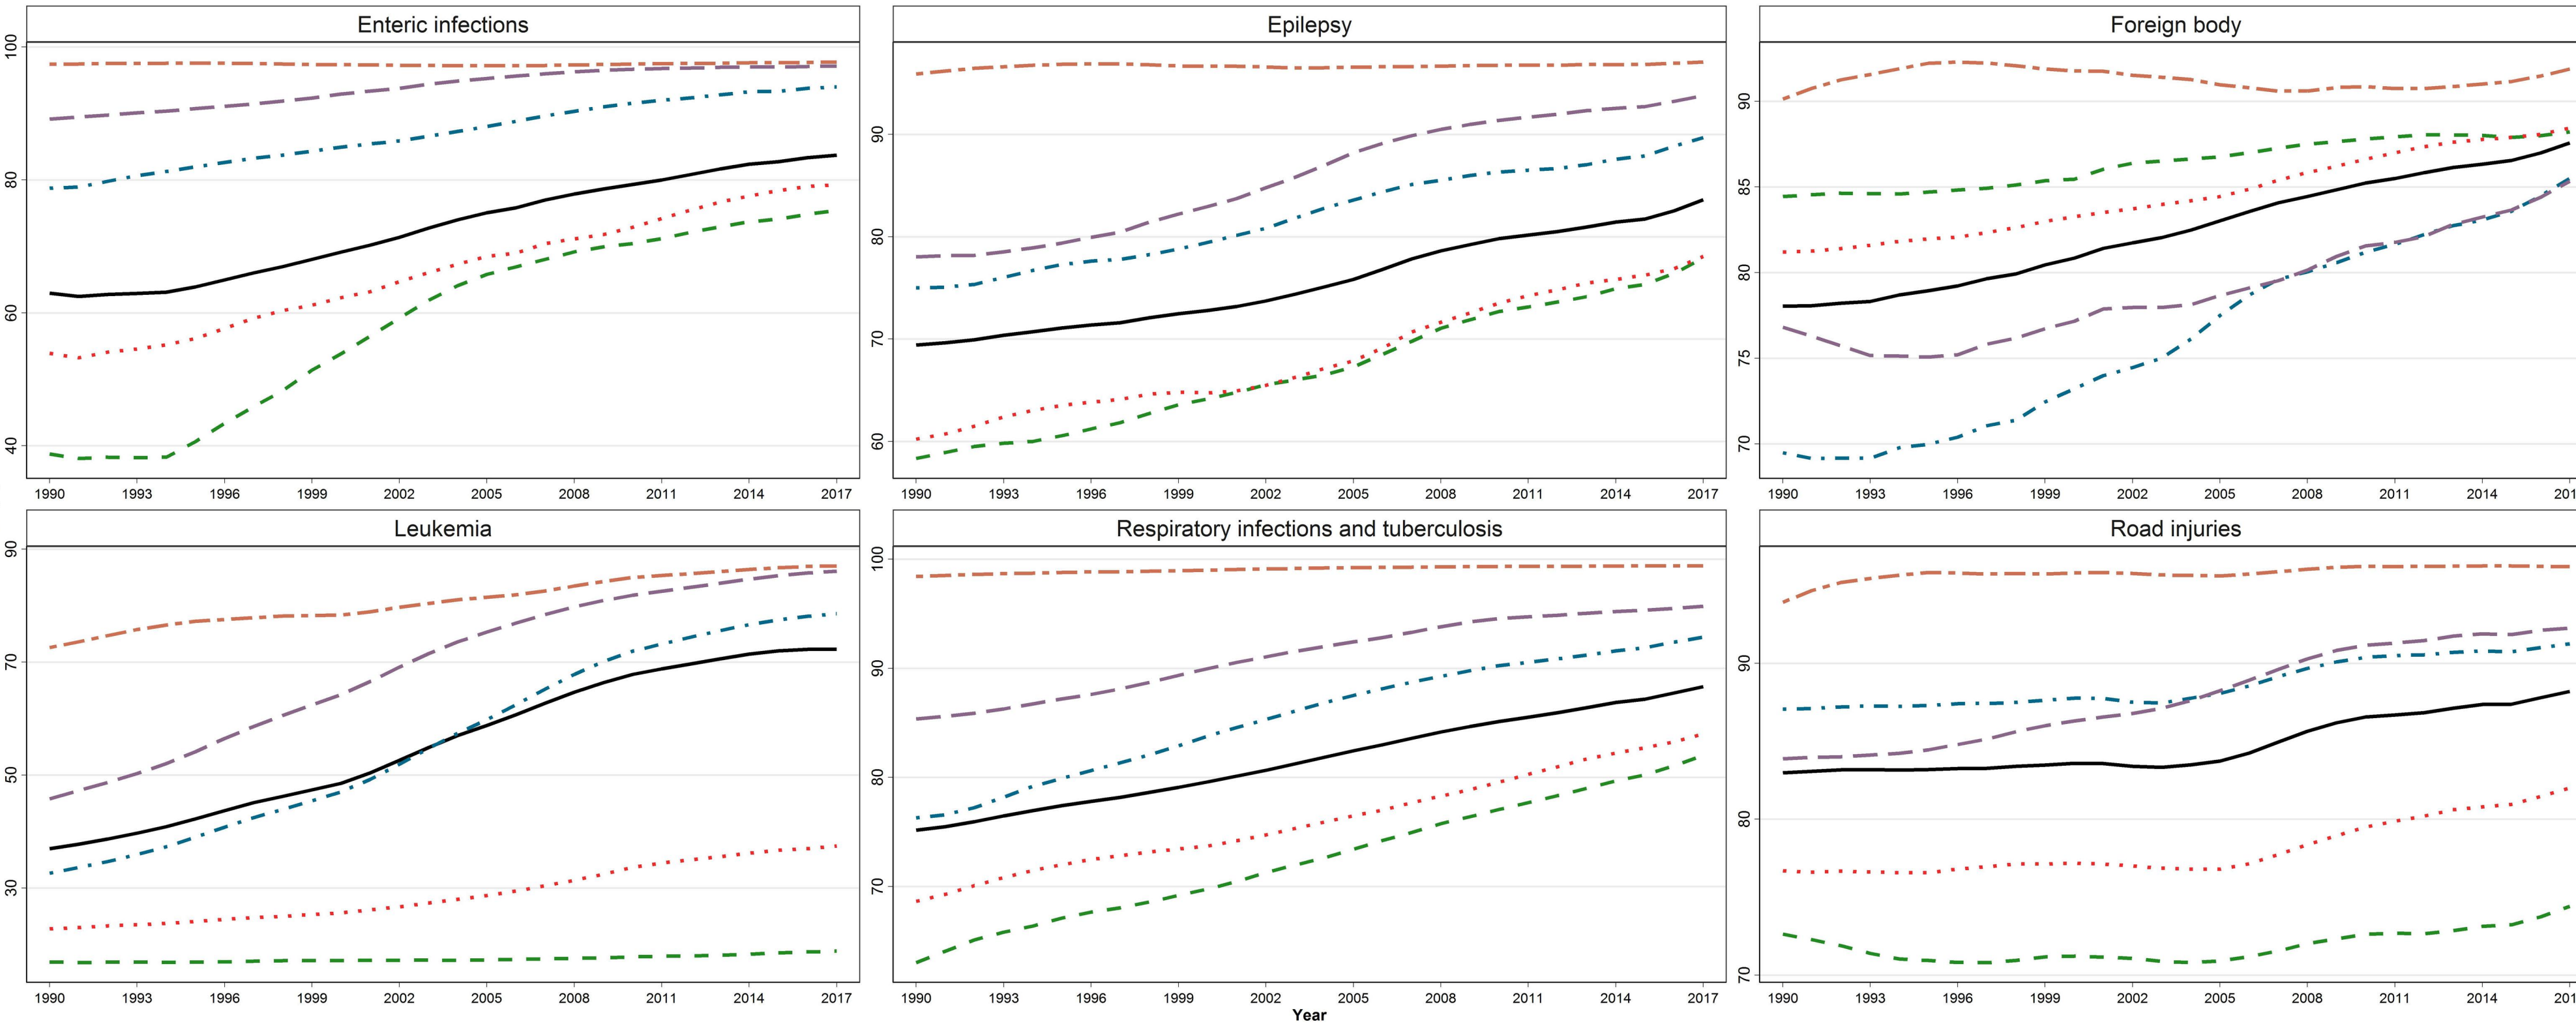 Enteric infections
Epilepsy
Foreign body
100
80
60
40
90
80
70
60
90
85
80
75
70
1990 1993 1996 1999 2002 2005 2008 2011 2014 2017
1990 1993 1996 1999 2002 2005 2008 2011 2014 2017
1990 1993 1996 1999 2002 2005 2008 2011 2014 201
Leukemia
Respiratory infections and tuberculosis
Road injuries
90
70
50
30
100
90
80
70
90
80
70
1990 1993 1996 1999 2002 2005 2008 2011 2014 2017
1990 1993 1996 1999 2002 2005 2008 2011 2014 2017
1990 1993 1996 1999 2002 2005 2008 2011 2014 201
Year